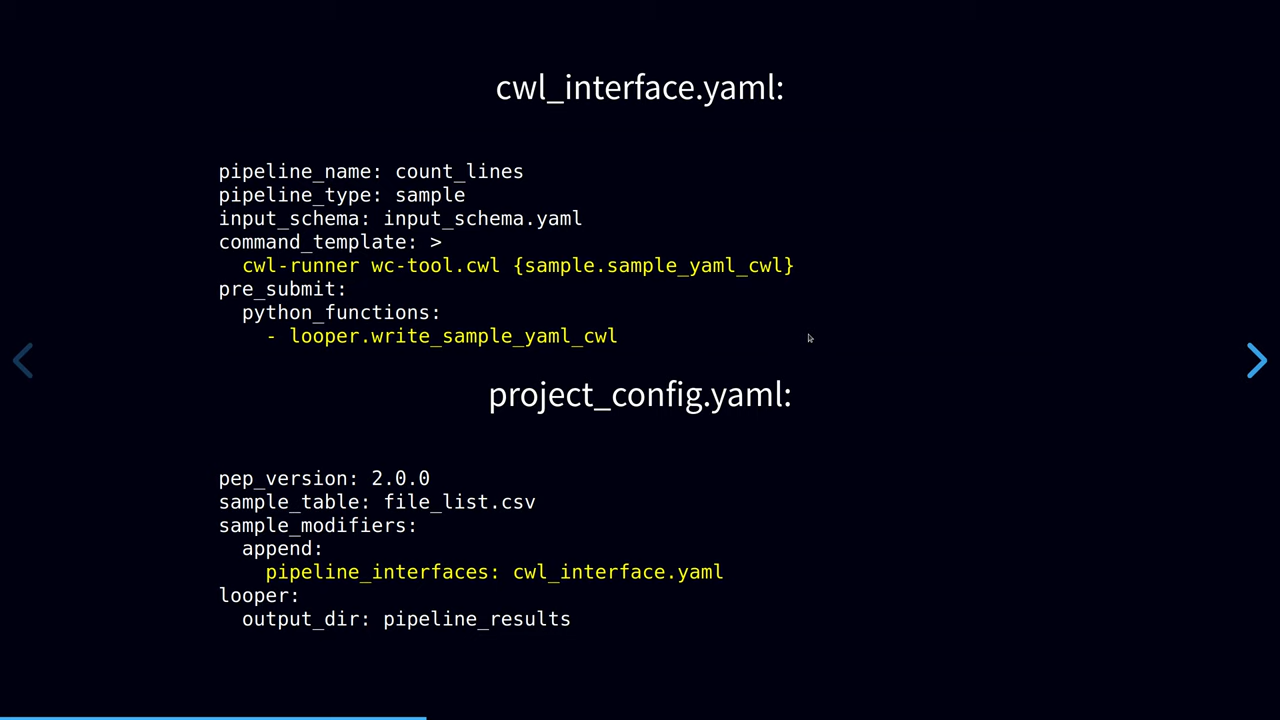 cwl_interface.yaml:
pipeline_name: count_lines
pipeline_type: sample
input_schema: input_schema.yaml
command_template: >
  cwl-runner wc-tool.cwl {sample.sample_yaml_cwl}
pre_submit:
  python_functions:
    - looper.write_sample_yaml_cwl
project_config.yaml:
pep_version: 2.0.0
sample_table: file_list.csv
sample_modifiers:
  append:
    pipeline_interfaces: cwl_interface.yaml
looper:
  output_dir: pipeline_results